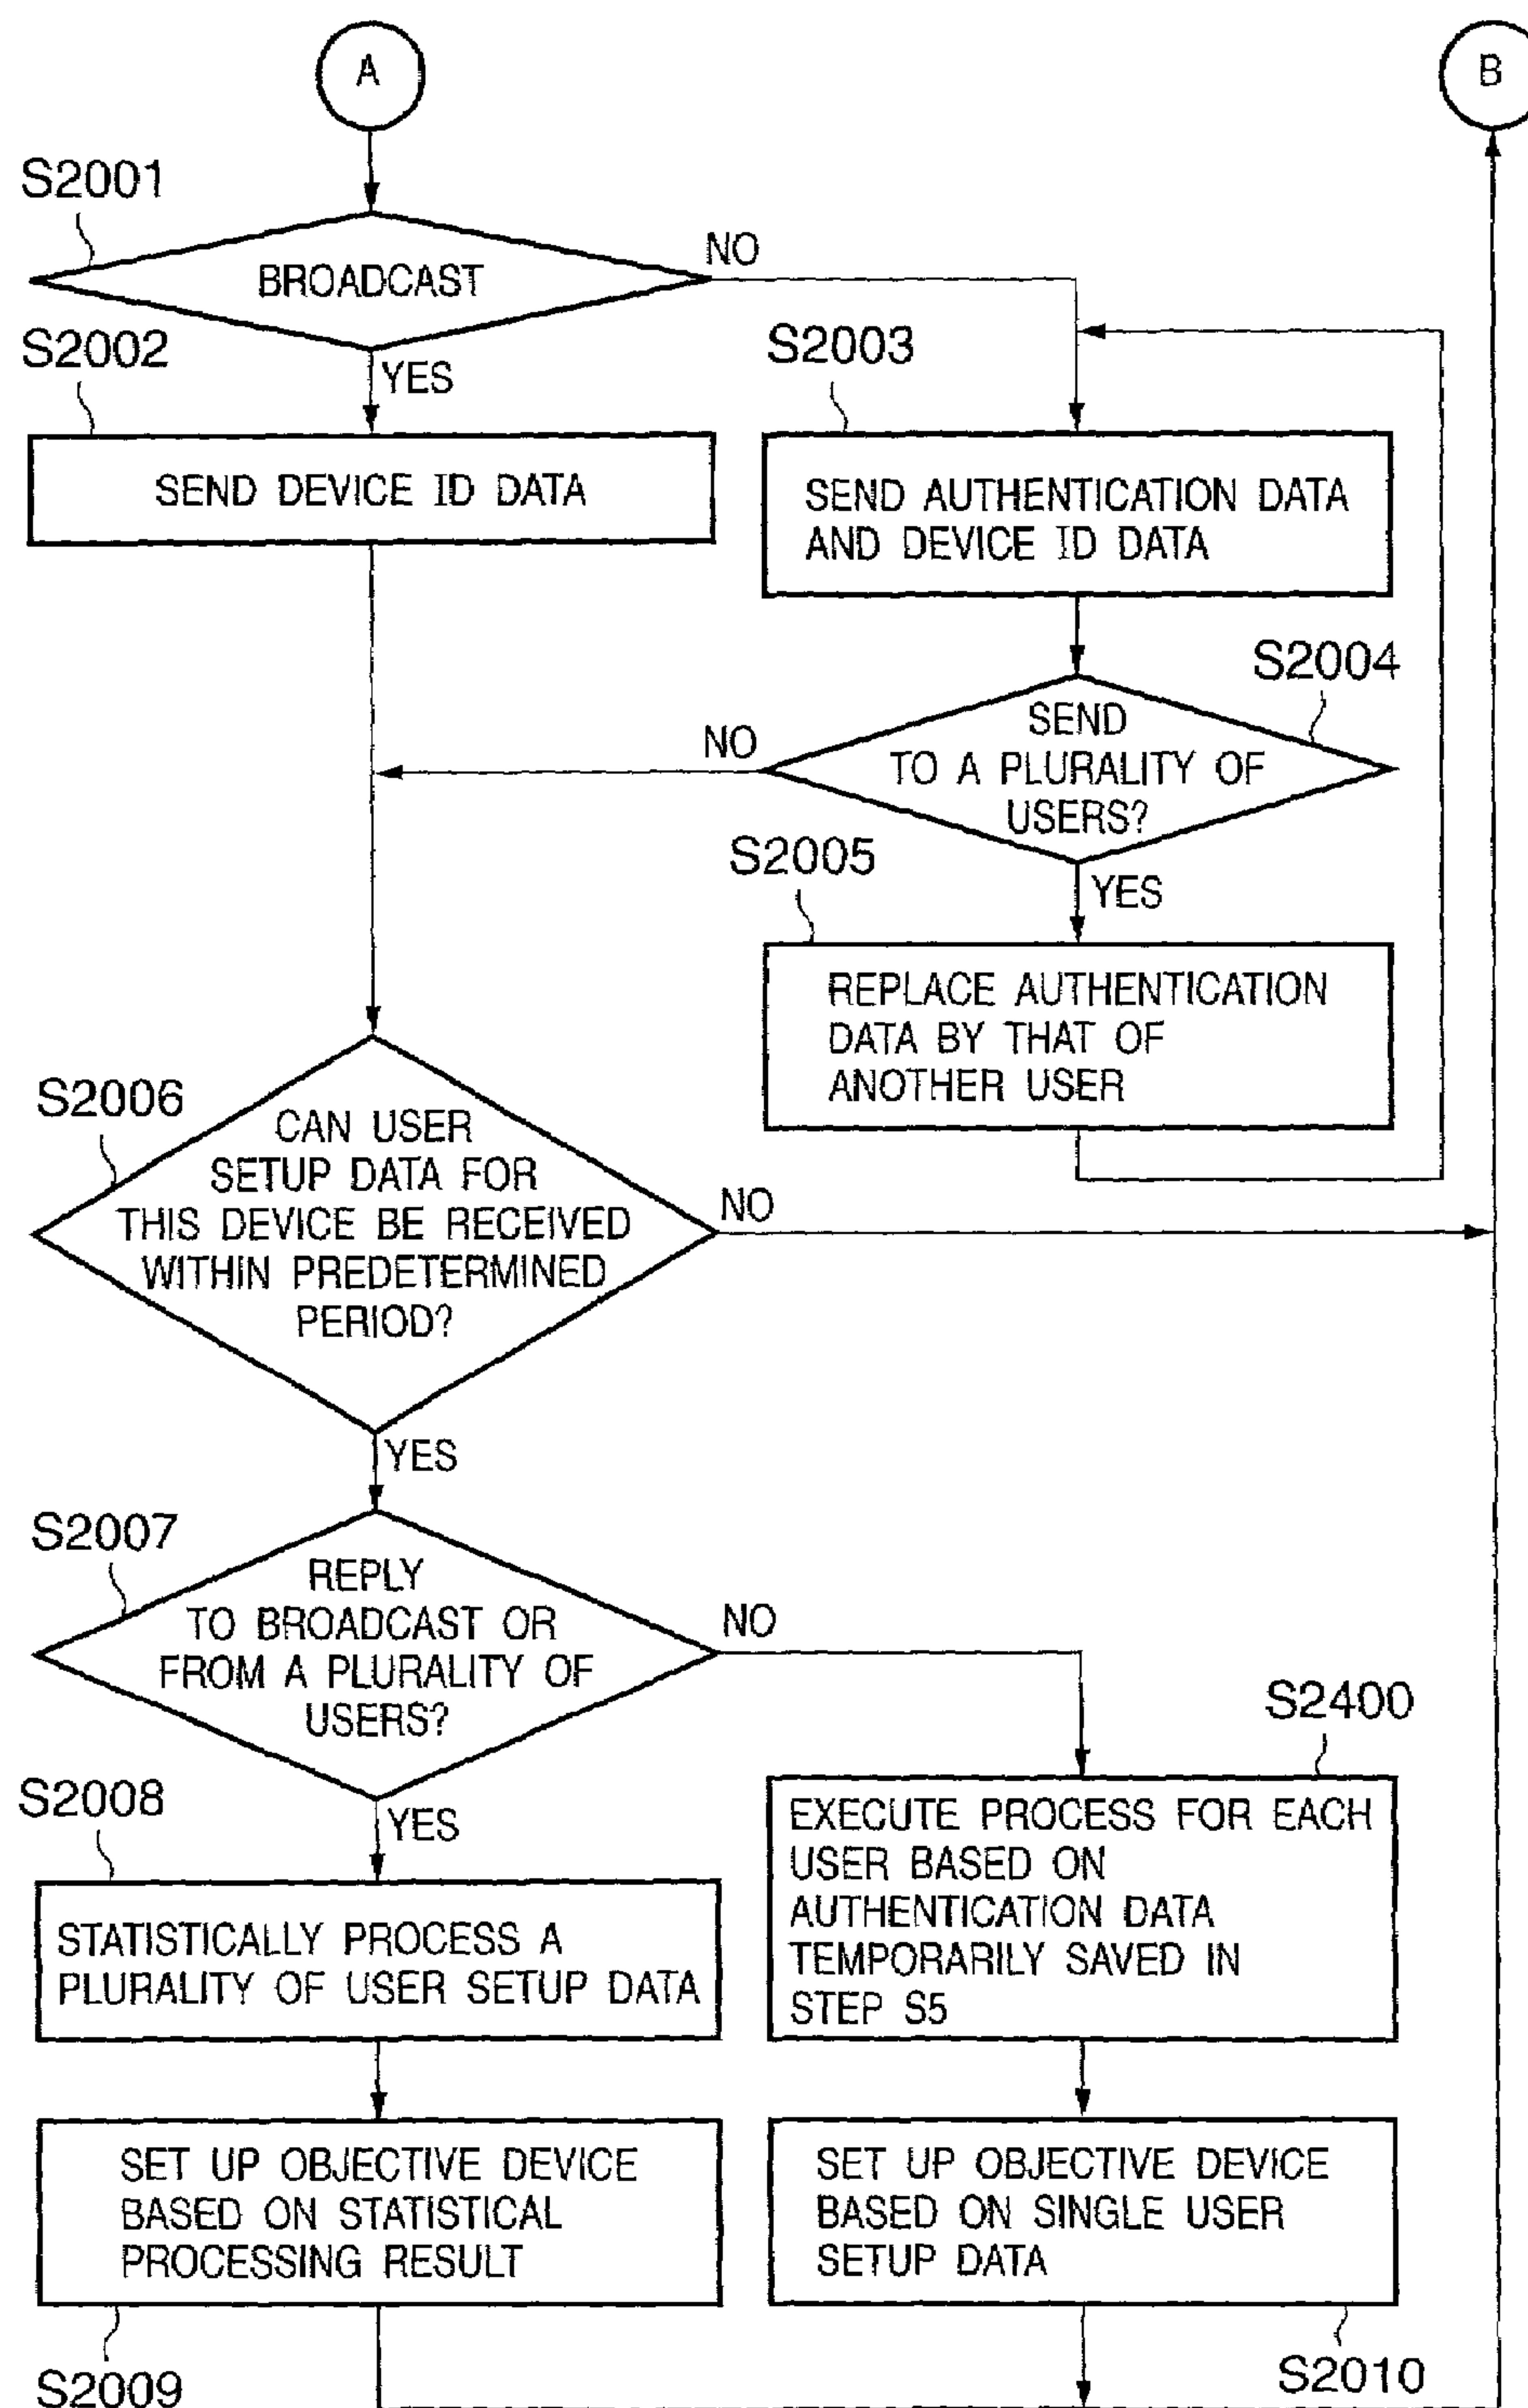 A
B
S2001
BROADCAST
NO
YES
S2002
SEND DEVICE ID DATA
S2003
SEND AUTHENTICATION DATA
AND DEVICE ID DATA
S2004
SEND
TO A PLURALITY OF
USERS?
NO
YES
S2005
REPLACE AUTHENTICATION
DATA BY THAT OF
ANOTHER USER
S2006
CAN USER
SETUP DATA FOR
THIS DEVICE BE RECEIVED
WITHIN PREDETERMINED
PERIOD?
NO
YES
S2007
REPLY
TO BROADCAST OR
FROM A PLURALITY OF
USERS?
NO
YES
S2400
EXECUTE PROCESS FOR EACH
USER BASED ON
AUTHENTICATION DATA
TEMPORARILY SAVED IN
STEP S5
S2008
STATISTICALLY PROCESS A
PLURALITY OF USER SETUP DATA
SET UP OBJECTIVE DEVICE
BASED ON STATISTICAL
PROCESSING RESULT
S2009
SET UP OBJECTIVE DEVICE
BASED ON SINGLE USER
SETUP DATA
S2010